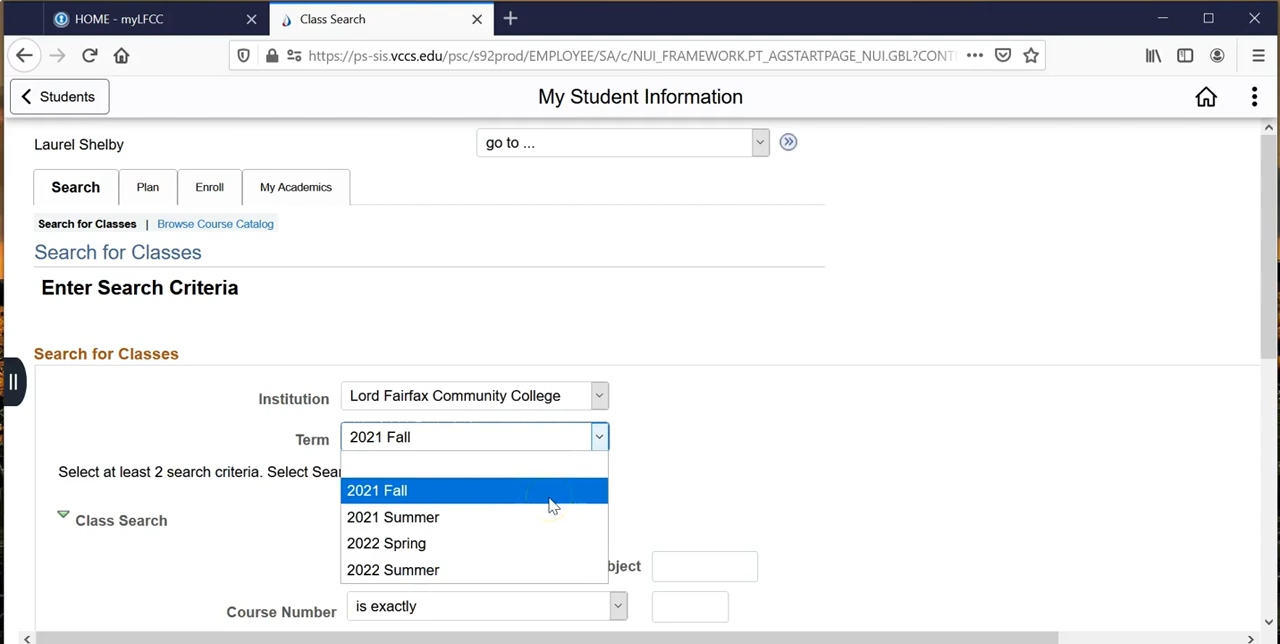 HOME - myLFCC
Class Search
https://ps-sis.vccs.edu/psc/s92prod/EMPLOYEE/SA/c/NUI_FRAMEWORK.PT_AGSTARTPAGE_NUI.GBL?CONT
Students
My Student Information
Laurel Shelby
go to ...
Search
Plan
Enroll
My Academics
Search for Classes | Browse Course Catalog
Search for Classes
Enter Search Criteria
Search for Classes
Institution
Lord Fairfax Community College
Term
2021 Fall
Select at least 2 search criteria. Select Sea
2021 Fall
2021 Summer
Class Search
2022 Spring
2022 Summer
bject
Course Number
is exactly